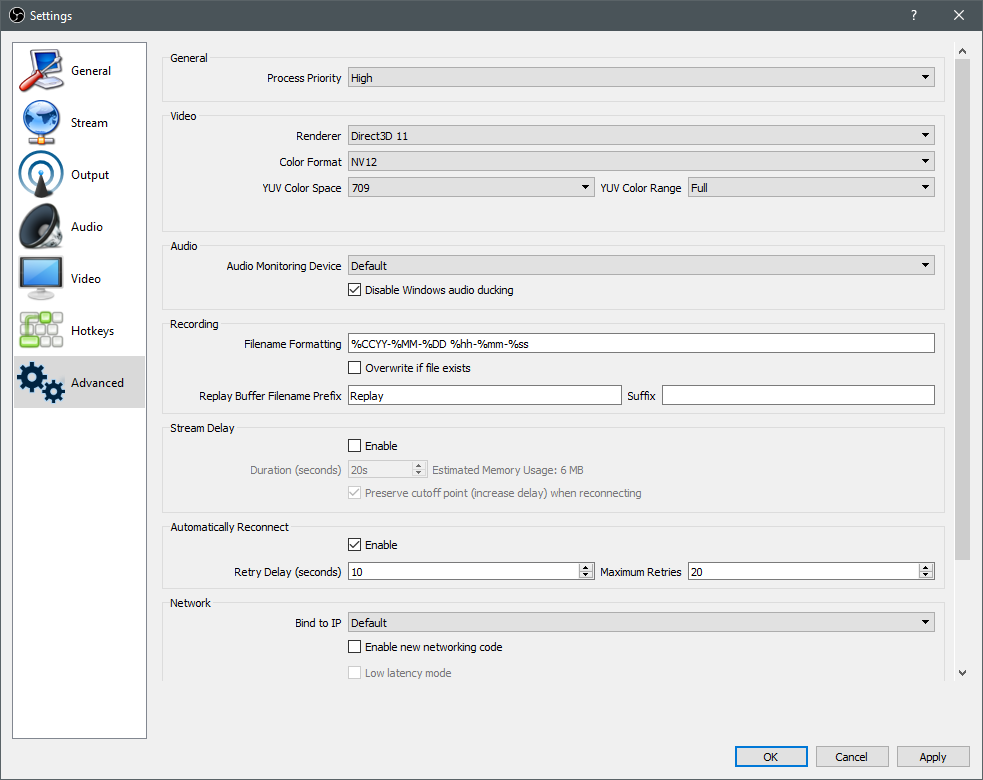 Settings
?
General
Stream
Output
Audio
Video
Hotkeys
Advanced
General
Process Priority High
Video
Renderer Direct3D 11
Color Format NV12
YUV Color Space 709 YUV Color Range Full
Audio
Audio Monitoring Device Default
Disable Windows audio ducking
Recording
Filename Formatting %CCYY-%MM-%DD %hh-%mm-%ss
Overwrite if file exists
Replay Buffer Filename Prefix Replay Suffix
Stream Delay
Enable
Duration (seconds) 20s Estimated Memory Usage: 6 MB
Preserve cutoff point (increase delay) when reconnecting
Automatically Reconnect
Enable
Retry Delay (seconds) 10 Maximum Retries 20
Network
Bind to IP Default
Enable new networking code
Low latency mode
OK Cancel Apply